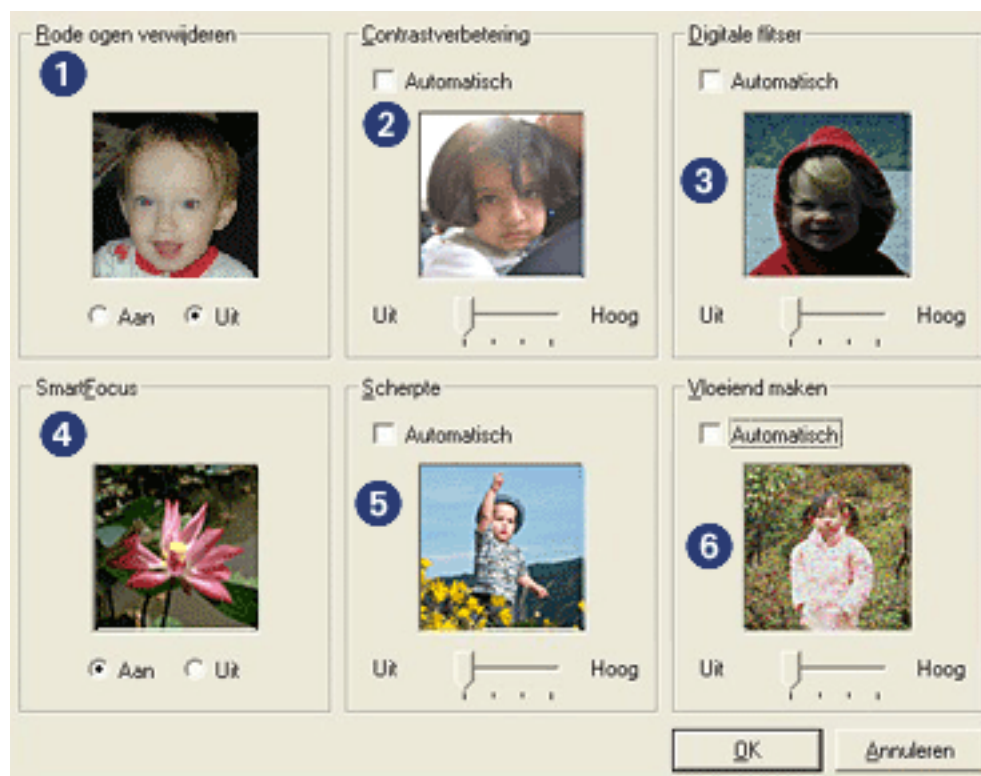 Rode ogen verwijderen
1
Aan Uit
Contrastverbetering
Automatisch
2
Uit Hoog
Digitale flitser
Automatisch
3
Uit Hoog
SmartFocus
4
Aan Uit
Scherpte
Automatisch
5
Uit Hoog
Vloeiend maken
Automatisch
6
Uit Hoog
OK Annuleren